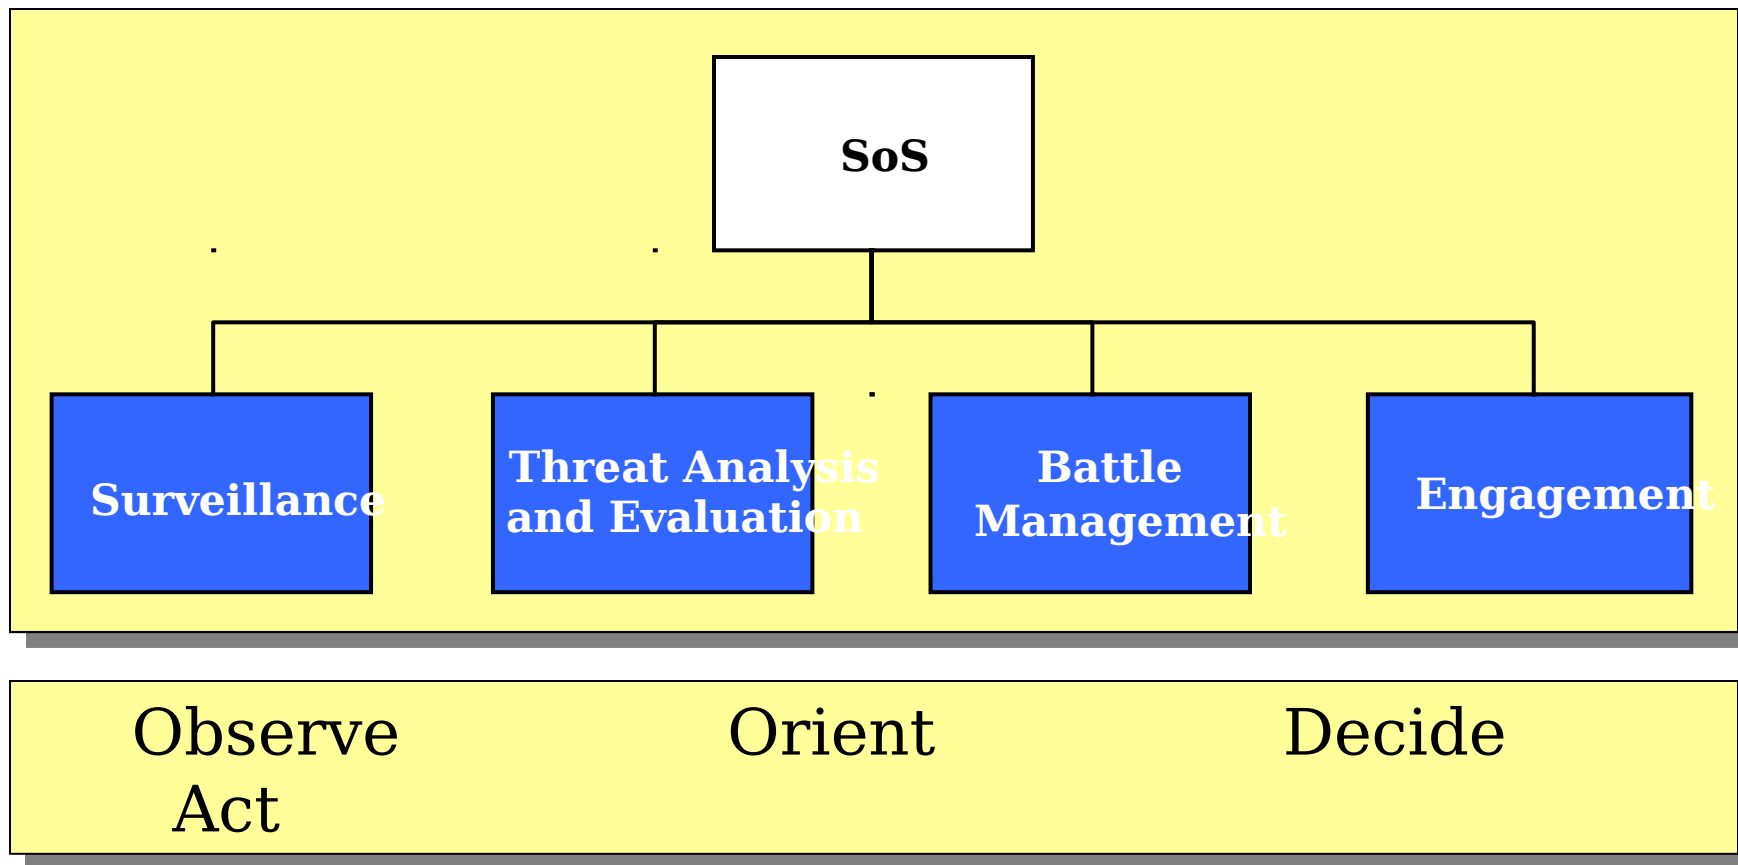 SoS
Surveillance
Threat Analysis
and Evaluation
Battle
Management
Engagement
Observe Orient Decide
Act